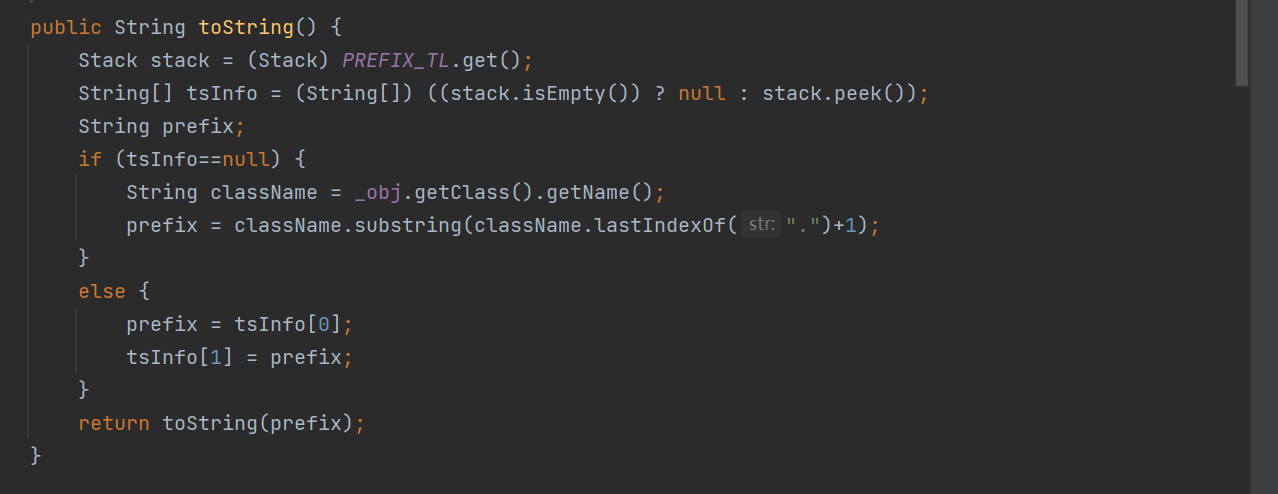 public String toString() {
Stack stack = (Stack) PREFIX_TL.get();
String[] tsInfo = (String[]) ((stack.isEmpty()) ? null : stack.peek());
String prefix;
if (tsInfo==null) {
String className = _obj.getClass().getName();
prefix = className.substring(className.lastIndexOf( str: ".")+1);
}
else {
prefix = tsInfo[0];
tsInfo[1] = prefix;
}
return toString(prefix);
}